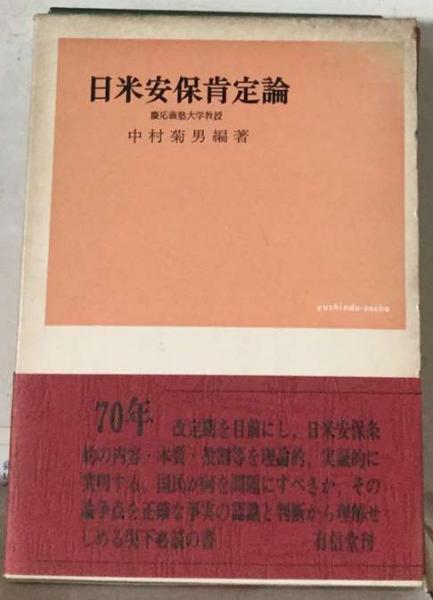 日米安保肯定論
慶応義塾大学教授
中村菊男編著
yushindo-sosho
70年 改定期を目前にし、日米安保条
約の内容・本質・役割等を理論的、実証的に
究明する。国民が何を問題にすべきか、その
論争点を正確な事実の認識と判断から理解せ
しめる目下必読の書 有信堂刊